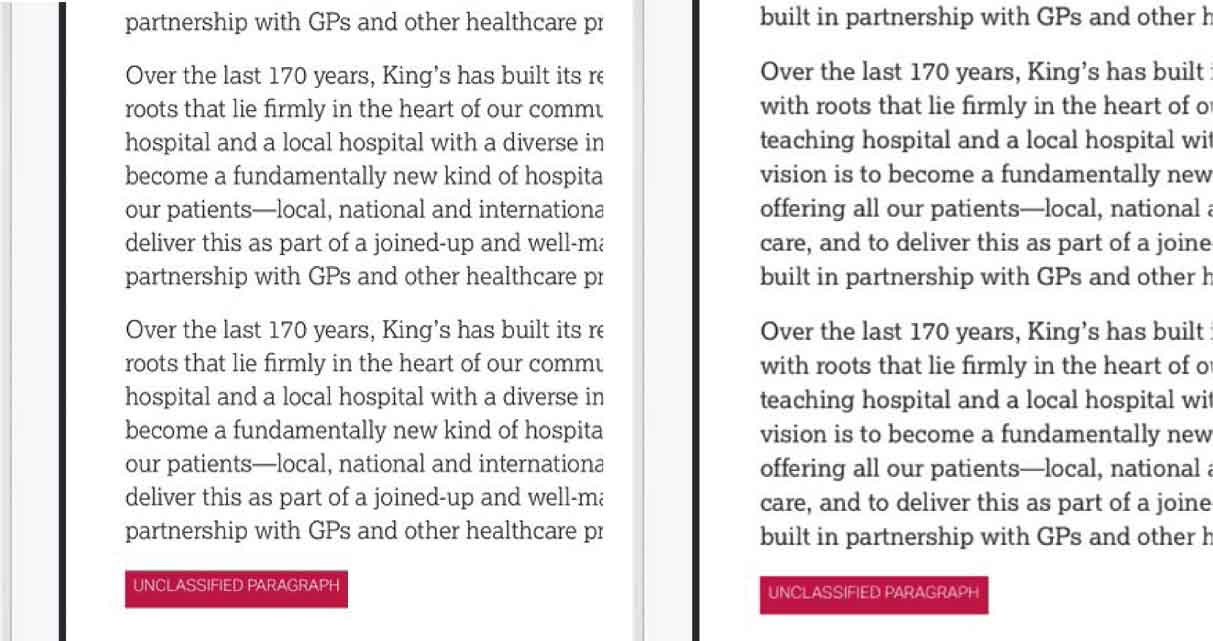 partnership with GPs and other healthcare pr
Over the last 170 years, King's has built its re
roots that lie firmly in the heart of our commu
hospital and a local hospital with a diverse in
become a fundamentally new kind of hospita
our patients—local, national and internationa
deliver this as part of a joined-up and well-ma
partnership with GPs and other healthcare pr
Over the last 170 years, King's has built its re
roots that lie firmly in the heart of our commu
hospital and a local hospital with a diverse in
become a fundamentally new kind of hospita
our patients—local, national and internationa
deliver this as part of a joined-up and well-ma
partnership with GPs and other healthcare pr
UNCLASSIFIED PARAGRAPH
built in partnership with GPs and other h
Over the last 170 years, King's has built i
with roots that lie firmly in the heart of ou
teaching hospital and a local hospital wit
vision is to become a fundamentally new
offering all our patients—local, national a
care, and to deliver this as part of a joine
built in partnership with GPs and other h
Over the last 170 years, King's has built i
with roots that lie firmly in the heart of ou
teaching hospital and a local hospital wit
vision is to become a fundamentally new
offering all our patients—local, national a
care, and to deliver this as part of a joine
built in partnership with GPs and other h
UNCLASSIFIED PARAGRAPH